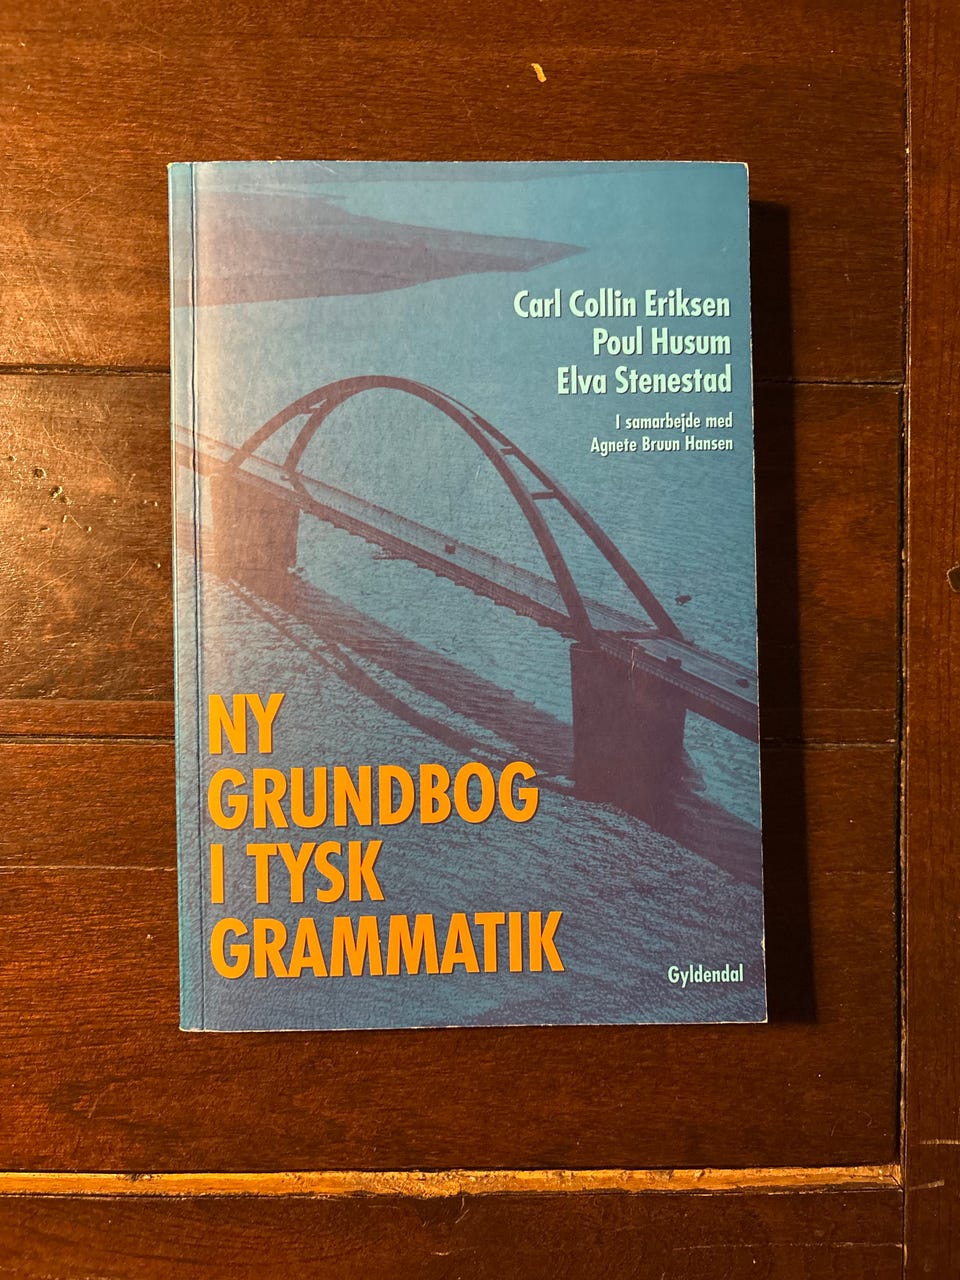 Carl Collin Eriksen
Poul Husum
Elva Stenestad
I samarbejde med
Agnete Bruun Hansen
NY
GRUNDBOG
I TYSK
GRAMMATIK
Gyldendal